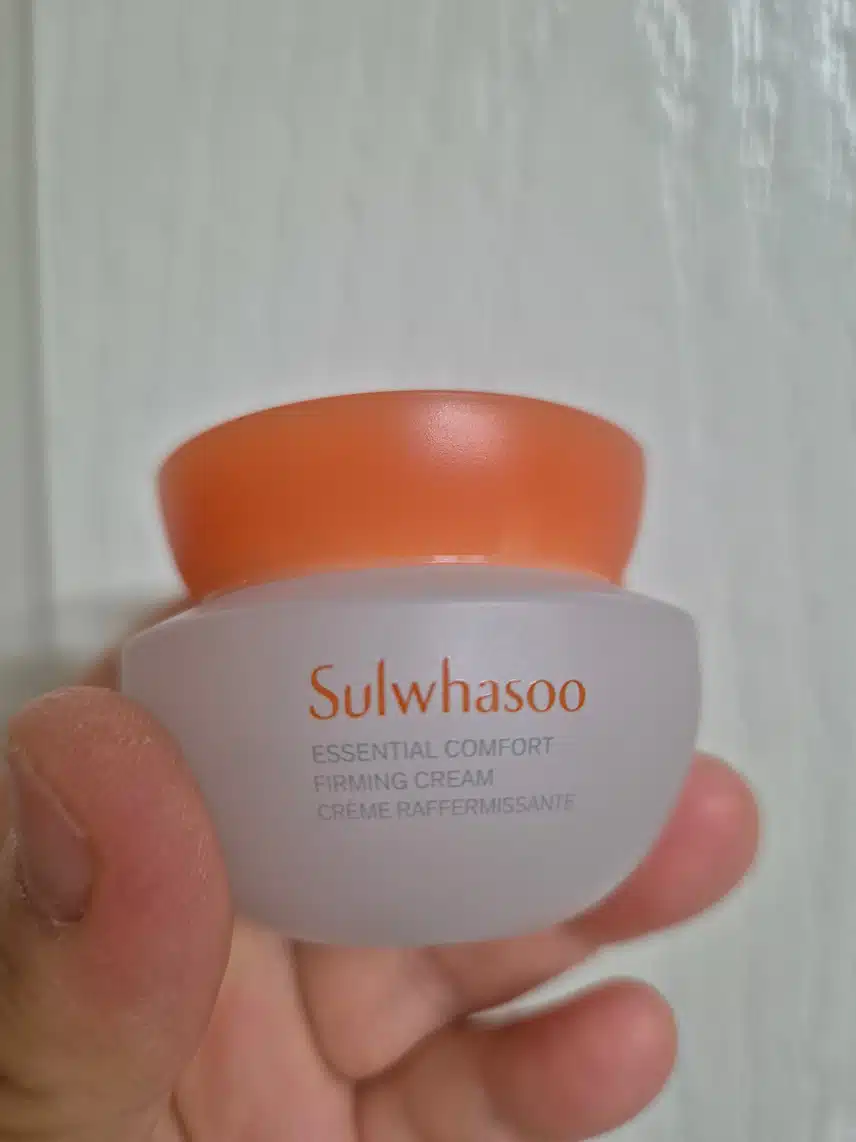 Sulwhasoo
ESSENTIAL COMFORT
FIRMING CREAM
CRÈME RAFFERMISSANTE